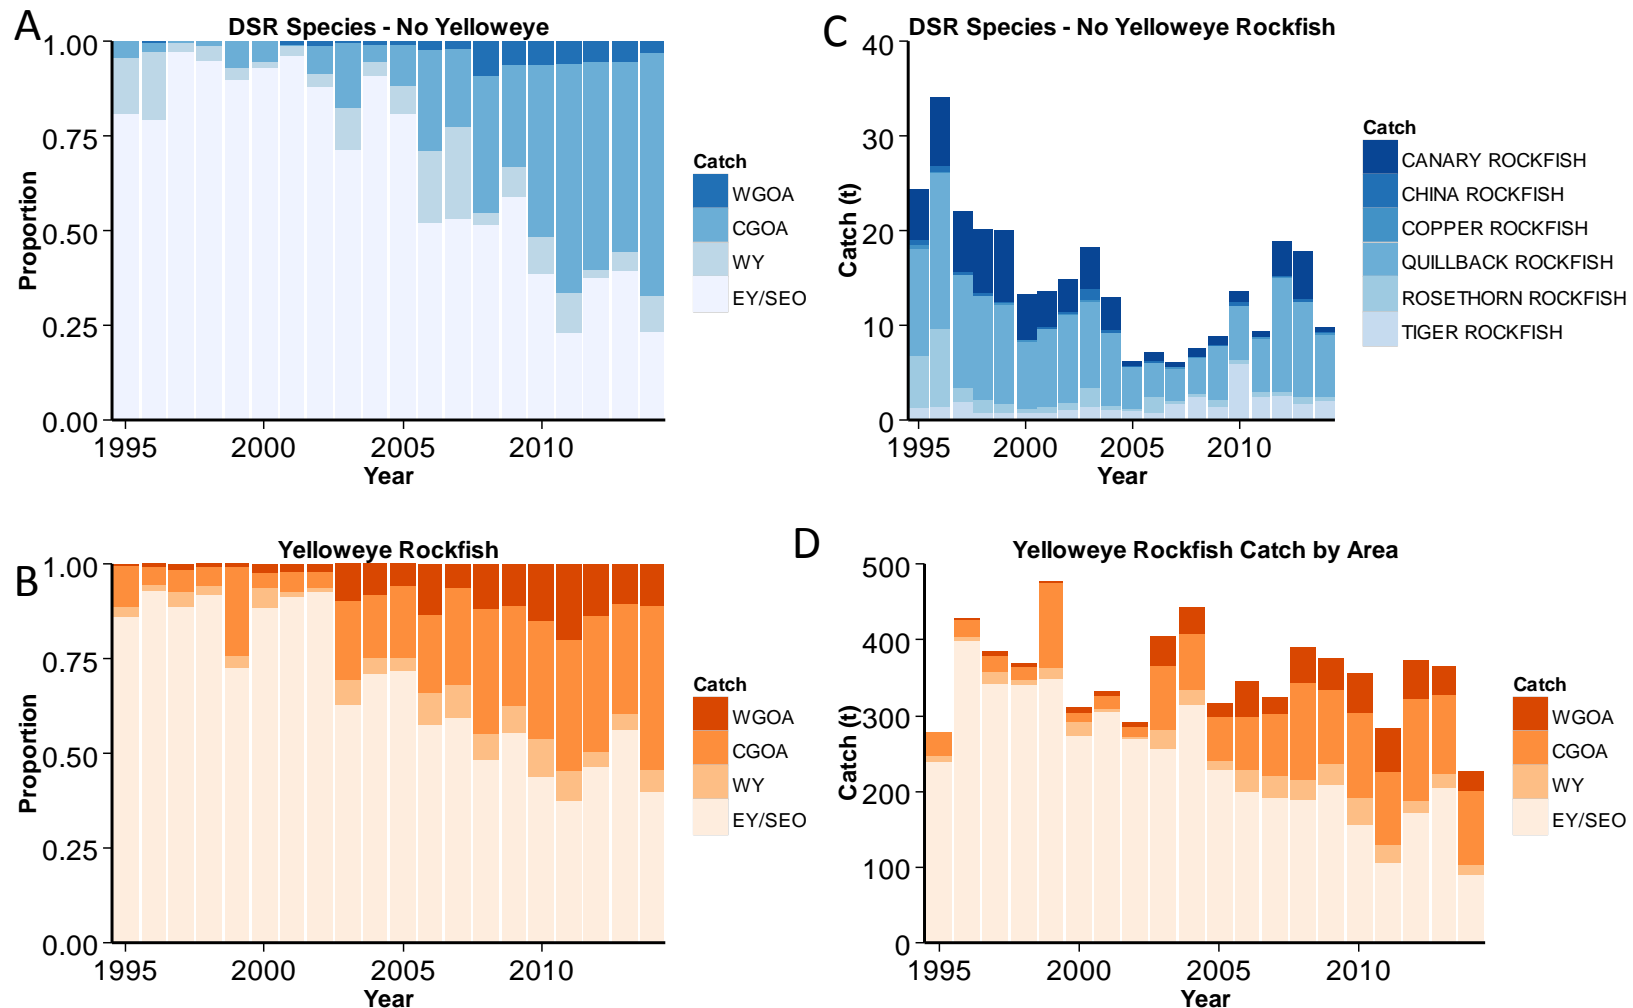 A
DSR Species - No Yelloweye
1.00
0.75
0.50
0.25
0.00
Proportion
1995 2000 2005 2010
Year
Catch
WGOA
CGOA
WY
EY/SEO
C
DSR Species - No Yelloweye Rockfish
40
30
20
10
0
Catch (t)
1995 2000 2005 2010
Year
Catch
CANARY ROCKFISH
CHINA ROCKFISH
COPPER ROCKFISH
QUILLBACK ROCKFISH
ROSETHORN ROCKFISH
TIGER ROCKFISH
B
Yelloweye Rockfish
1.00
0.75
0.50
0.25
0.00
Proportion
1995 2000 2005 2010
Year
Catch
WGOA
CGOA
WY
EY/SEO
D
Yelloweye Rockfish Catch by Area
500
400
300
200
100
0
Catch (t)
1995 2000 2005 2010
Year
Catch
WGOA
CGOA
WY
EY/SEO